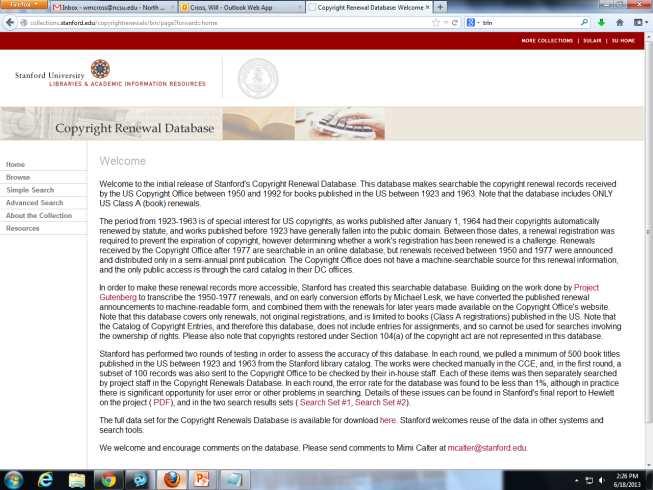 Firefox
Inbox - wmcross@ncsu.edu - North ...
Cross, Will - Outlook Web App
Copyright Renewal Database Welcome
collections.stanford.edu/copyrightrenewals/bin/page?forward=home
trln
MORE COLLECTIONS | SULAIR | SU HOME
Stanford University
LIBRARIES & ACADEMIC INFORMATION RESOURCES
Copyright Renewal Database
Home
Browse
Simple Search
Advanced Search
About the Collection
Resources
Welcome
Welcome to the initial release of Stanford's Copyright Renewal Database. This database makes searchable the copyright renewal records received
by the US Copyright Office between 1950 and 1992 for books published in the US between 1923 and 1963. Note that the database includes ONLY
US Class A (book) renewals.
The period from 1923-1963 is of special interest for US copyrights, as works published after January 1, 1964 had their copyrights automatically
renewed by statute, and works published before 1923 have generally fallen into the public domain. Between those dates, a renewal registration was
required to prevent the expiration of copyright, however determining whether a work's registration has been renewed is a challenge. Renewals
received by the Copyright Office after 1977 are searchable in an online database, but renewals received between 1950 and 1977 were announced
and distributed only in a semi-annual print publication. The Copyright Office does not have a machine-searchable source for this renewal information,
and the only public access is through the card catalog in their DC offices.
In order to make these renewal records more accessible, Stanford has created this searchable database. Building on the work done by Project
Gutenberg to transcribe the 1950-1977 renewals, and on early conversion efforts by Michael Lesk, we have converted the published renewal
announcements to machine-readable form, and combined them with the renewals for later years made available on the Copyright Office's website.
Note that this database covers only renewals, not original registrations, and is limited to books (Class A registrations) published in the US. Note that
the Catalog of Copyright Entries, and therefore this database, does not include entries for assignments, and so cannot be used for searches involving
the ownership of rights. Please also note that copyrights restored under Section 104(a) of the copyright act are not represented in this database.
Stanford has performed two rounds of testing in order to assess the accuracy of this database. In each round, we pulled a minimum of 500 book titles
published in the US between 1923 and 1963 from the Stanford library catalog. The works were checked manually in the CCE, and, in the first round, a
subset of 100 records was also sent to the Copyright Office to be checked by their in-house staff. Each of these items was then separately searched
by project staff in the Copyright Renewals Database. In each round, the error rate for the database was found to be less than 1%, although in practice
there is significant opportunity for user error or other problems in searching. Details of these issues can be found in Stanford's final report to Hewlett
on the project ( PDF), and in the two search results sets ( Search Set #1, Search Set #2).
The full data set for the Copyright Renewals Database is available for download here. Stanford welcomes reuse of the data in other systems and
search tools.
We welcome and encourage comments on the database. Please send comments to Mimi Calter at mcalter@stanford.edu.
2:26 PM
6/18/2013